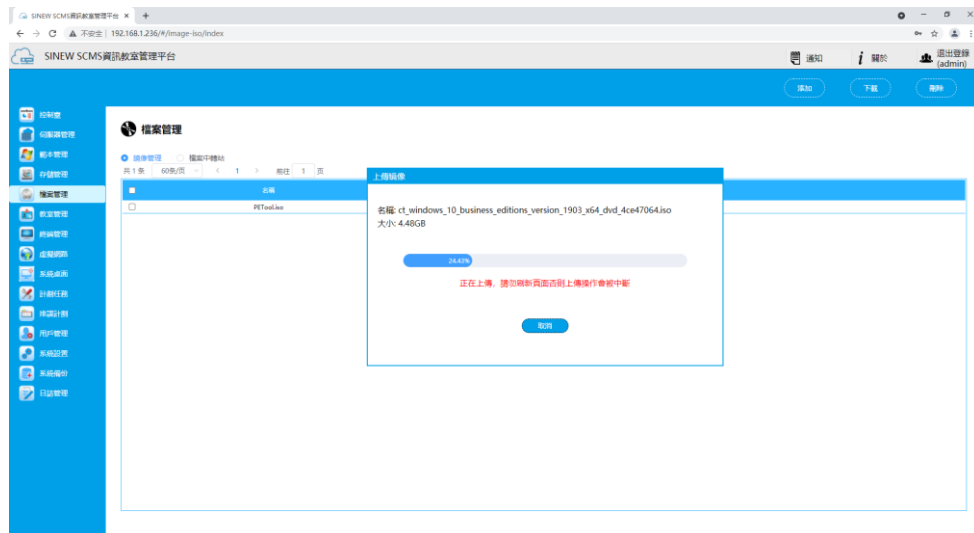 SINEW SCMS資訊教室管理平台
不安全 192.168.1.236/#/image-iso/index
SINEW SCMS資訊教室管理平台
通知
關於
退出登錄
(admin)
添加
下載
刪除
控制室
伺服器管理
範本管理
存儲管理
檔案管理
教室管理
終端管理
虛擬網路
系統桌面
計劃任務
排課計劃
用戶管理
系統設置
系統備份
日誌管理
檔案管理
鏡像管理 檔案中轉站
共 1 条 60条/页 < 1 > 前往 1 页
名稱
PETool.iso
上傳镜像
名稱: ct_windows_10_business_editions_version_1903_x64_dvd_4ce47064.iso
大小: 4.48GB
24.43%
正在上傳，請勿刷新頁面否則上傳操作會被中斷
取消